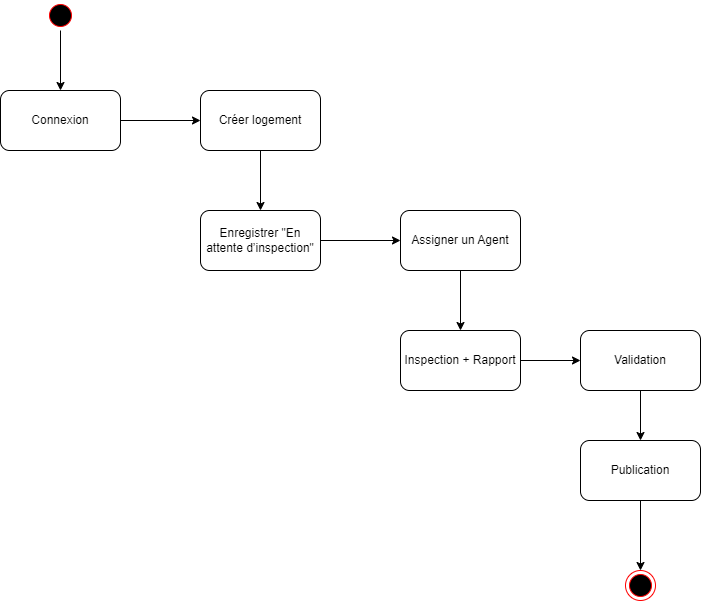 Connexion
Créer logement
Enregistrer "En
attente d'inspection"
Assigner un Agent
Inspection + Rapport
Validation
Publication